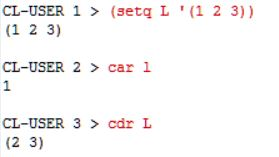 CL-USER 1 > (setq L '(1 2 3))
(1 2 3)
CL-USER 2 > car l
1
CL-USER 3 > cdr L
(2 3)